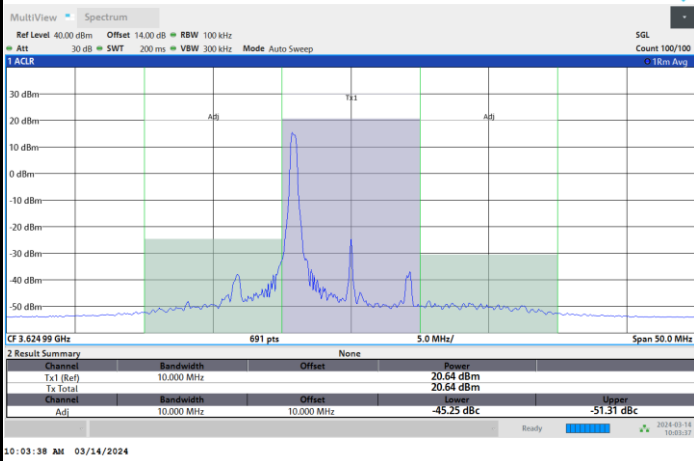 MultiView Spectrum
Ref Level 40.00 dBm Offset 14.00 dB RBW 100 kHz SGL
Att 30 dB SWT 200 ms VBW 300 kHz Mode Auto Sweep Count 100/100
1 ACLR 1Rm Avg
Tx1
30 dBm
Adj Adj
20 dBm
10 dBm
0 dBm
-10 dBm
-20 dBm
-30 dBm
-40 dBm
-50 dBm
CF 3.624 99 GHz 691 pts 5.0 MHz/ Span 50.0 MHz
2 Result Summary None
Channel Bandwidth Offset Power
Tx1 (Ref) 10.000 MHz 20.64 dBm
Tx Total 20.64 dBm
Channel Bandwidth Offset Lower Upper
Adj 10.000 MHz 10.000 MHz -45.25 dBc -51.31 dBc
Ready 2024-03-14
10:03:37
10:03:38 AM 03/14/2024